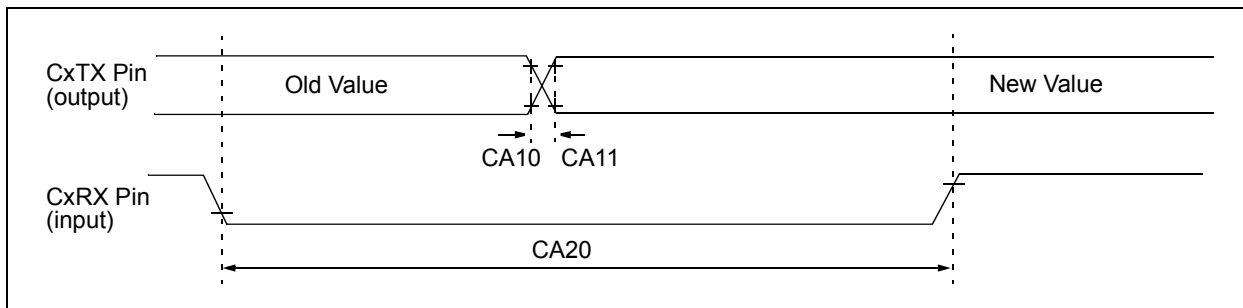 CxTX Pin
(output)
Old Value
New Value
CA10 CA11
CxRX Pin
(input)
CA20